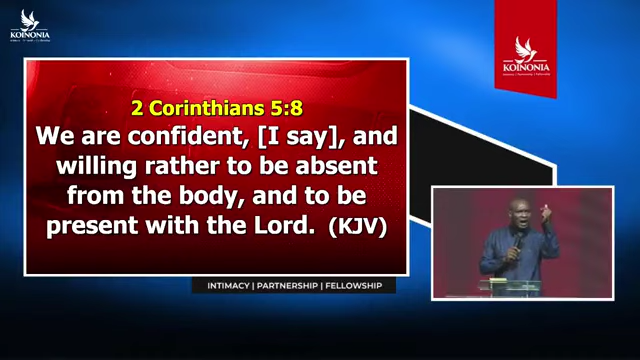 KOINONIA
KOINONIA
2 Corinthians 5:8
We are confident, [I say], and
willing rather to be absent
from the body, and to be
present with the Lord. (KJV)
INTIMACY | PARTNERSHIP | FELLOWSHIP